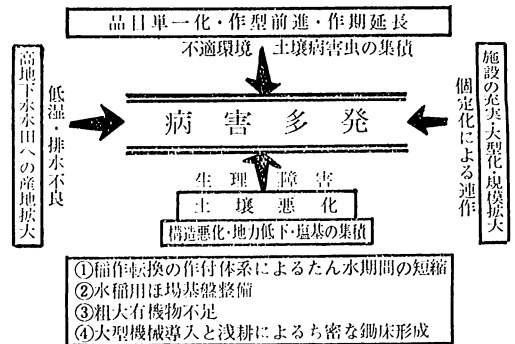 品目単一化・作型前進・作期延長
不適環境 土壌病害虫の集積
高地下水水田への産地拡大
低湿・排水不良
病害多発
個定化による連作
施設の充実・大型化・規模拡大
生理障害
土壌悪化
構造悪化・地力低下・塩基の集積
①稲作転換の作付体系によるたん水期間の短縮
②水稲用ほ場基盤整備
③粗大有機物不足
④大型機械導入と浅耕によるち密な鋤床形成